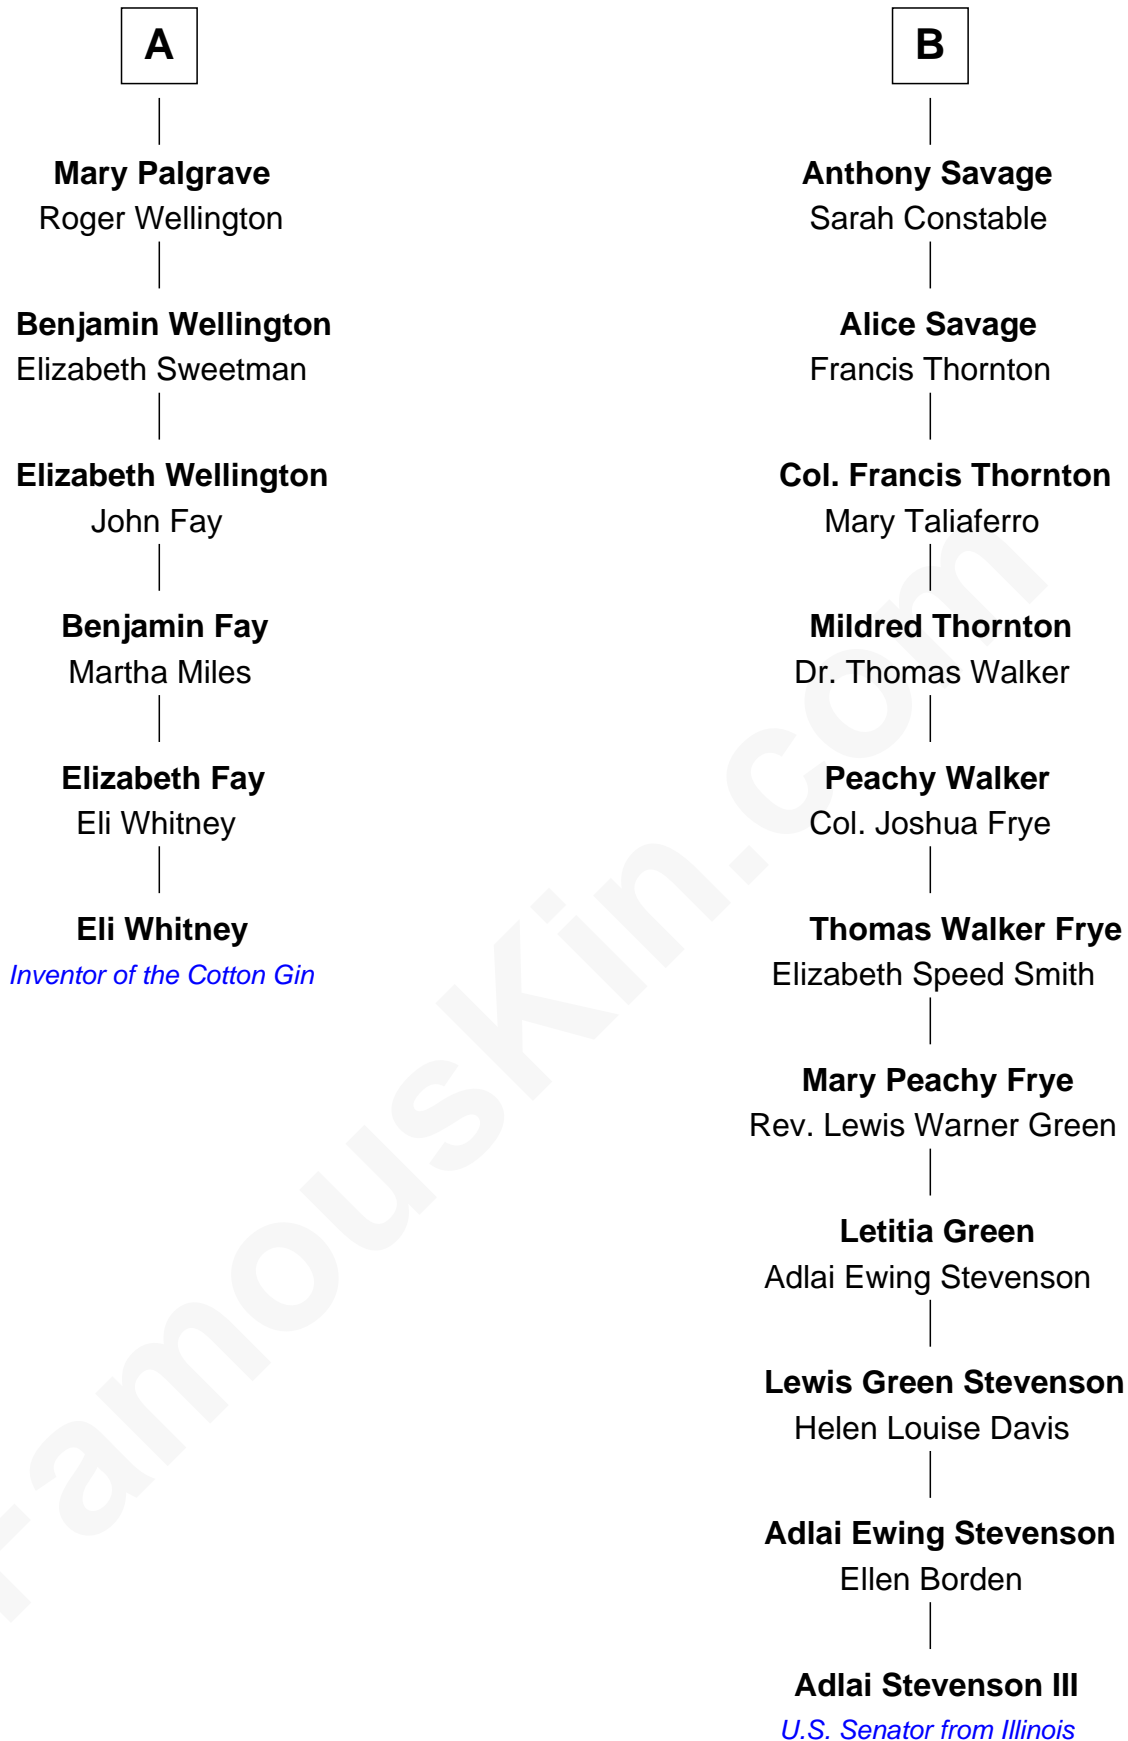 A
Mary Palgrave
Roger Wellington
Benjamin Wellington
Elizabeth Sweetman
Elizabeth Wellington
John Fay
Benjamin Fay
Martha Miles
Elizabeth Fay
Eli Whitney
Eli Whitney
Inventor of the Cotton Gin
B
Anthony Savage
Sarah Constable
Alice Savage
Francis Thornton
Col. Francis Thornton
Mary Taliaferro
Mildred Thornton
Dr. Thomas Walker
Peachy Walker
Col. Joshua Frye
Thomas Walker Frye
Elizabeth Speed Smith
Mary Peachy Frye
Rev. Lewis Warner Green
Letitia Green
Adlai Ewing Stevenson
Lewis Green Stevenson
Helen Louise Davis
Adlai Ewing Stevenson
Ellen Borden
Adlai Stevenson III
U.S. Senator from Illinois
FamousKin.com